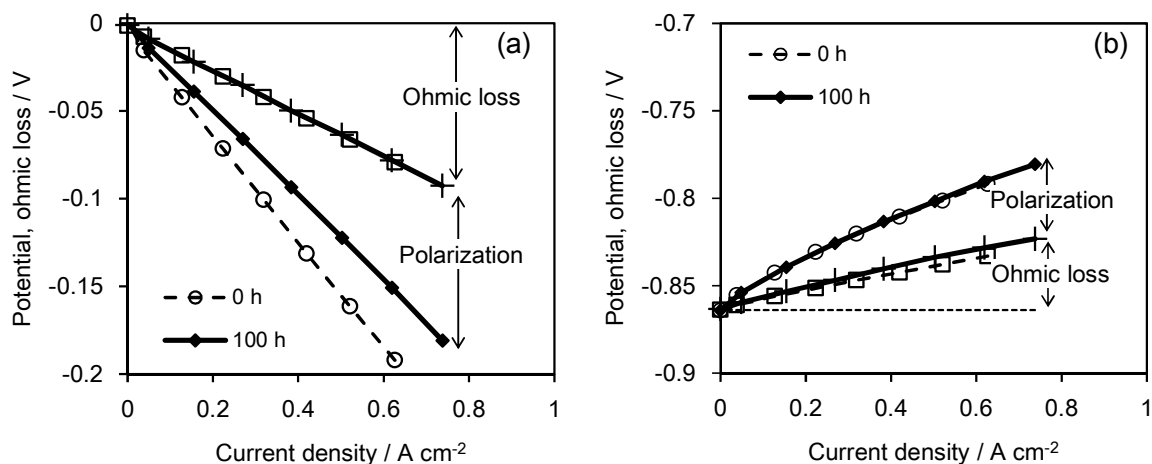 (a)
0
-0.05
-0.1
-0.15
-0.2
Potential, ohmic loss / V
Ohmic loss
Polarization
0 h
100 h
0 0.2 0.4 0.6 0.8 1
Current density / A cm-2
(b)
-0.7
-0.75
-0.8
-0.85
-0.9
Potential, ohmic loss / V
0 h
100 h
Polarization
Ohmic loss
0 0.2 0.4 0.6 0.8 1
Current density / A cm-2